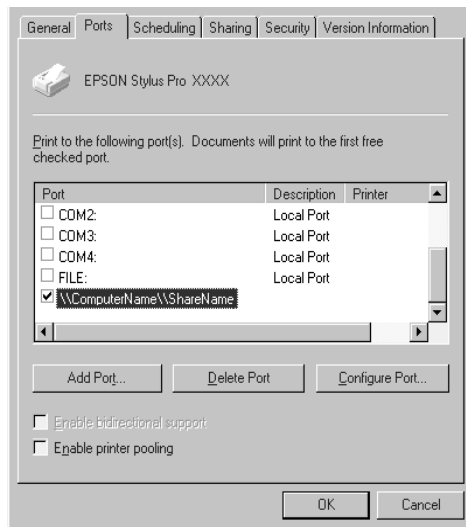 General Ports Scheduling Sharing Security Version Information
EPSON Stylus Pro XXXX
Print to the following port(s). Documents will print to the first free
checked port.
Port Description Printer
COM2: Local Port
COM3: Local Port
COM4: Local Port
FILE: Local Port
\\ComputerName\\ShareName
Add Port... Delete Port Configure Port...
Enable bidirectional support
Enable printer pooling
OK Cancel